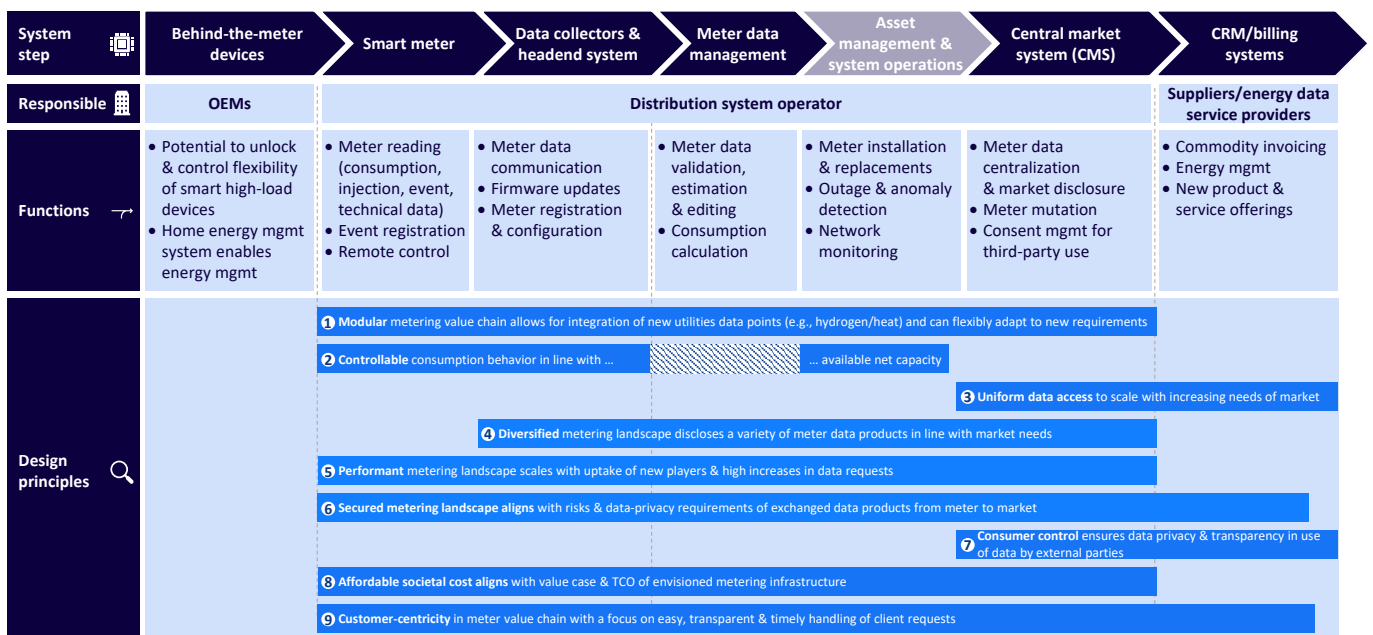 System
step
Behind-the-meter
devices
Smart meter
Data collectors &
headend system
Meter data
management
Asset
management &
system operations
Central market
system (CMS)
CRM/billing
systems
Responsible
OEMs
Distribution system operator
Suppliers/energy data
service providers
Functions
• Potential to unlock
& control flexibility
of smart high-load
devices
• Home energy mgmt
system enables
energy mgmt
• Meter reading
(consumption,
injection, event,
technical data)
• Event registration
• Remote control
• Meter data
communication
• Firmware updates
• Meter registration
& configuration
• Meter data
validation,
estimation
& editing
• Consumption
calculation
• Meter installation
& replacements
• Outage & anomaly
detection
• Network
monitoring
• Meter data
centralization
& market disclosure
• Meter mutation
• Consent mgmt for
third-party use
• Commodity invoicing
• Energy mgmt
• New product &
service offerings
Design
principles
1 Modular metering value chain allows for integration of new utilities data points (e.g., hydrogen/heat) and can flexibly adapt to new requirements
2 Controllable consumption behavior in line with ...
... available net capacity
3 Uniform data access to scale with increasing needs of market
4 Diversified metering landscape discloses a variety of meter data products in line with market needs
5 Performant metering landscape scales with uptake of new players & high increases in data requests
6 Secured metering landscape aligns with risks & data-privacy requirements of exchanged data products from meter to market
7 Consumer control ensures data privacy & transparency in use
of data by external parties
8 Affordable societal cost aligns with value case & TCO of envisioned metering infrastructure
9 Customer-centricity in meter value chain with a focus on easy, transparent & timely handling of client requests